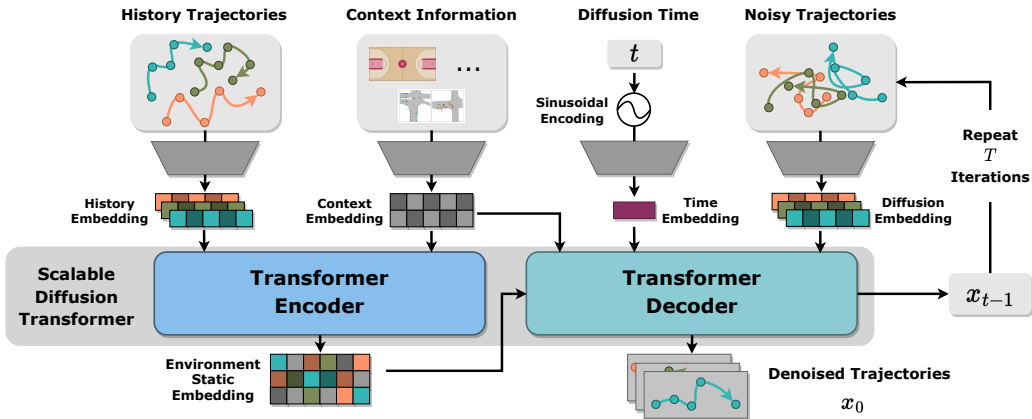 History Trajectories
Context Information
Diffusion Time
Noisy Trajectories
...
t
Sinusoidal
Encoding
Repeat
T
Iterations
History
Embedding
Context
Embedding
Time
Embedding
Diffusion
Embedding
Scalable
Diffusion
Transformer
Transformer
Encoder
Transformer
Decoder
x_{t-1}
Environment
Static
Embedding
Denoised Trajectories
x_0